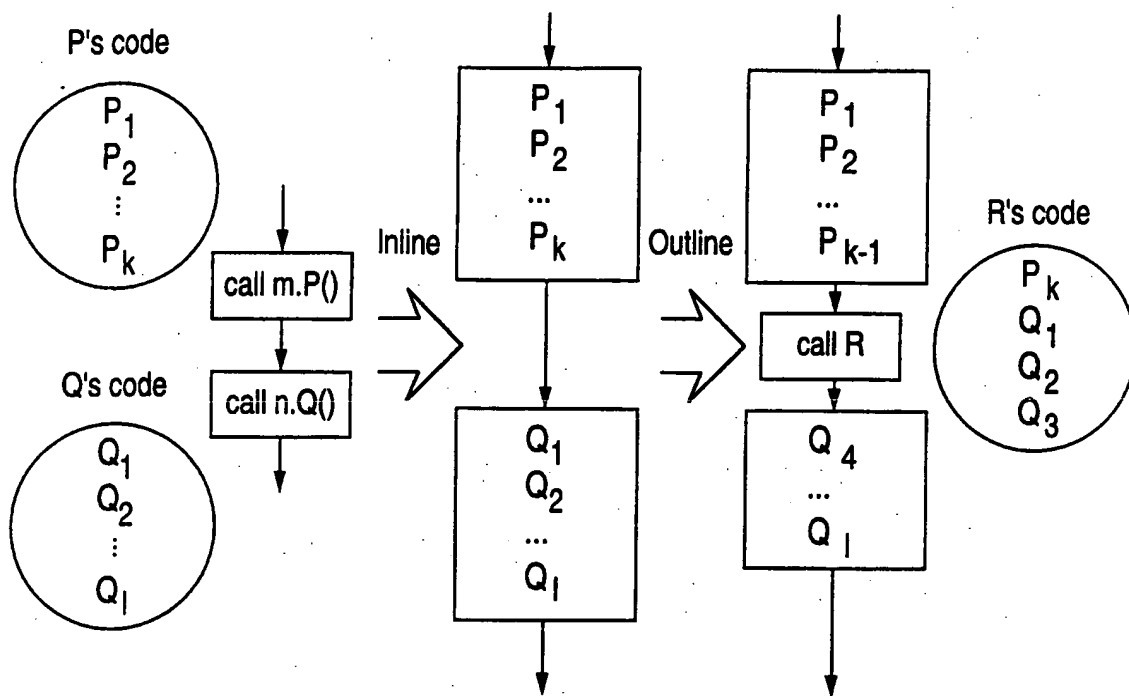 P's code
P1
P2
...
Pk
call m.P()
call n.Q()
Q's code
Q1
Q2
...
Ql
Inline
P1
P2
...
Pk
Q1
Q2
...
Ql
Outline
P1
P2
...
Pk-1
call R
Q4
...
Ql
R's code
Pk
Q1
Q2
Q3